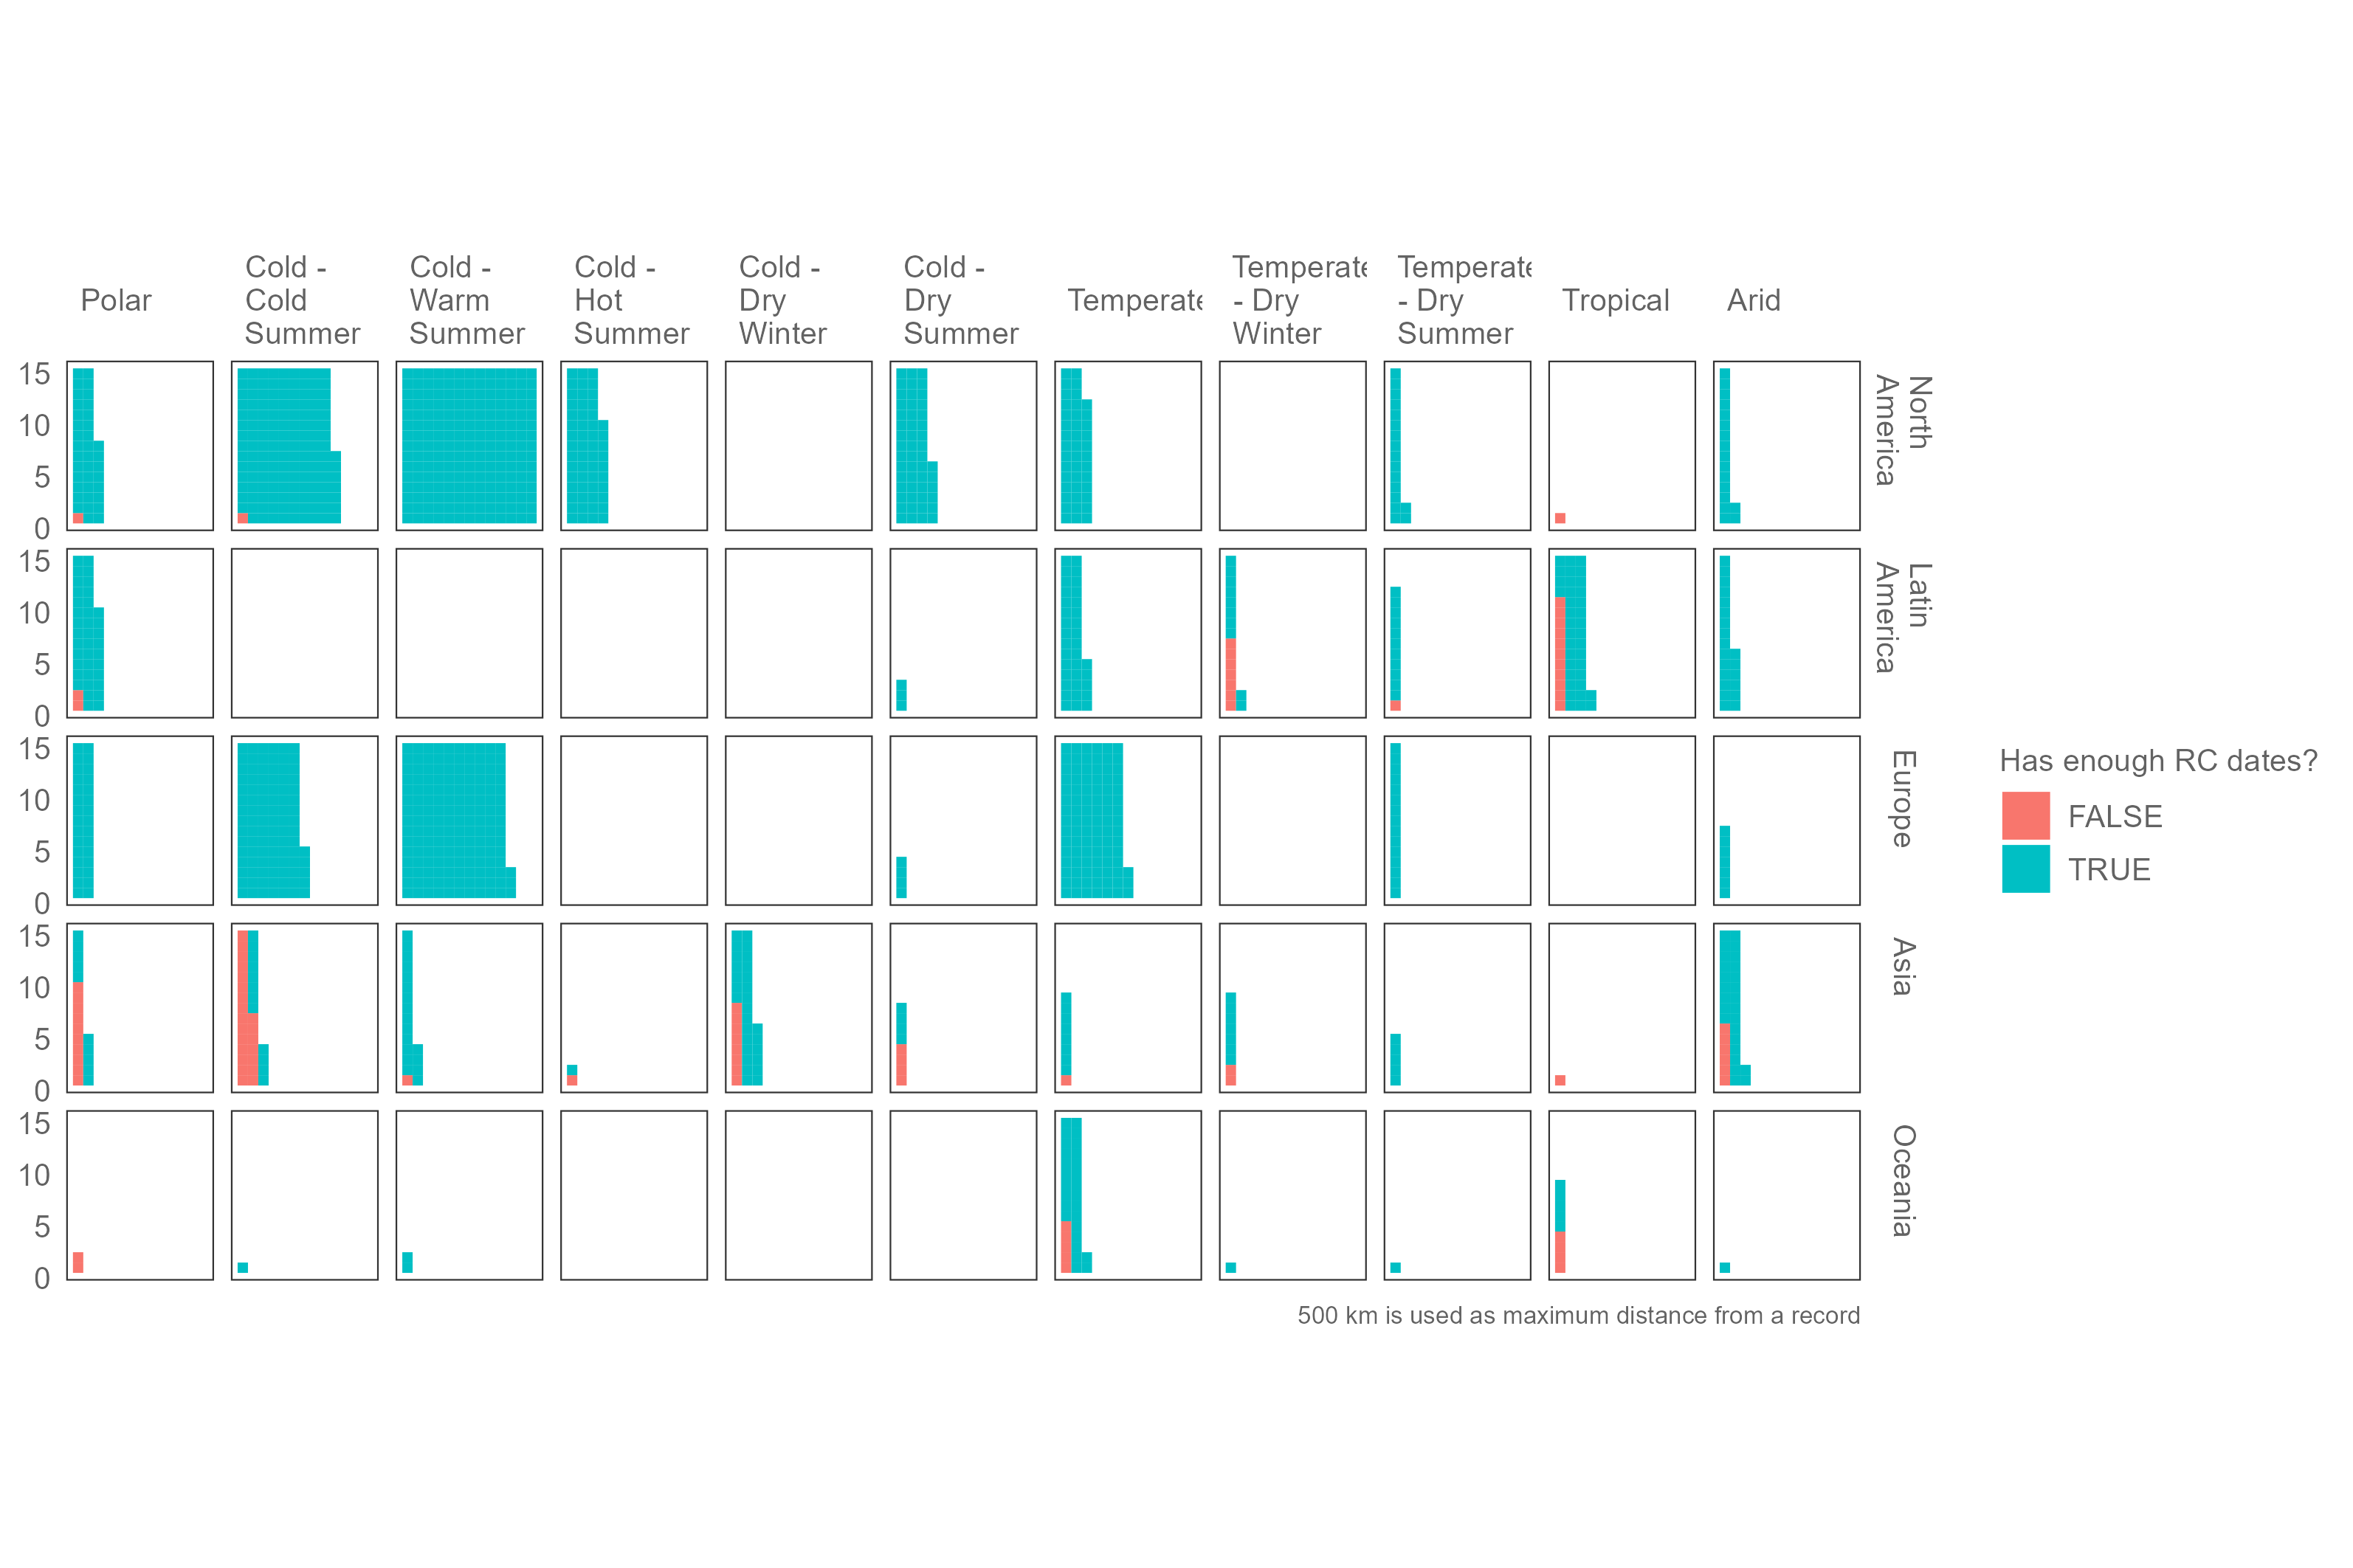 Polar
Cold -
Cold
Summer
Cold -
Warm
Summer
Cold -
Hot
Summer
Cold -
Dry
Winter
Cold -
Dry
Summer
Temperate
Temperate
- Dry
Winter
Temperate
- Dry
Summer
Tropical
Arid
15
10
5
0
North
America
15
10
5
0
Latin
America
15
10
5
0
Europe
15
10
5
0
Asia
15
10
5
0
Oceania
Has enough RC dates?
FALSE
TRUE
500 km is used as maximum distance from a record